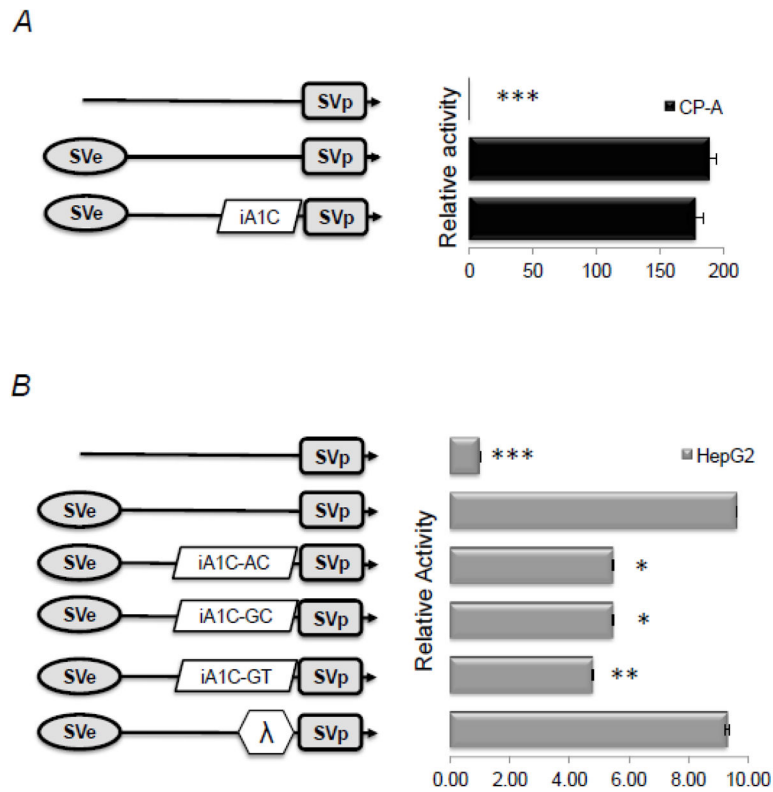 A
SVp
***
CP-A
SVe
SVp
SVe
iA1C
SVp
Relative activity
0 50 100 150 200
B
SVp
***
HepG2
SVe
SVp
SVe
iA1C-AC
SVp
*
SVe
iA1C-GC
SVp
*
SVe
iA1C-GT
SVp
**
SVe
λ
SVp
Relative Activity
0.00 2.00 4.00 6.00 8.00 10.00